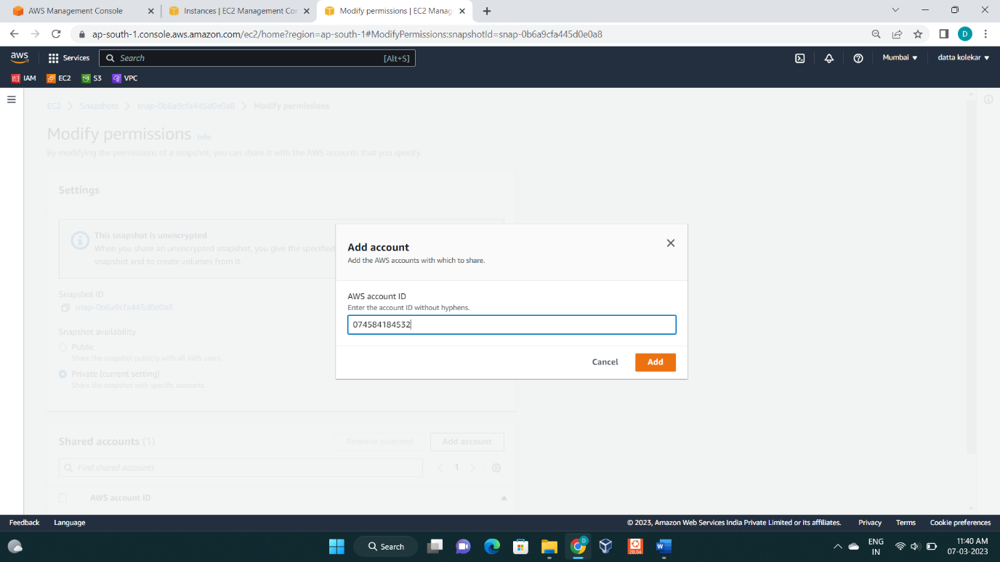 AWS Management Console
Instances | EC2 Management Con
Modify permissions | EC2 Manag
ap-south-1.console.aws.amazon.com/ec2/home?region=ap-south-1#ModifyPermissions:snapshotId=snap-0b6a9cfa445d0e0a8
D
aws
Services
Search
[Alt+S]
Mumbai
datta kolekar
IAM
EC2
S3
VPC
EC2 > Snapshots > snap-0b6a9cfa445d0e0a8 > Modify permissions
Modify permissions Info
By modifying the permissions of a snapshot, you can share it with the AWS accounts that you specify.
Settings
This snapshot is unencrypted
When you share an unencrypted snapshot, you give the specified
snapshot and to create volumes from it.
Snapshot ID
snap-0b6a9cfa445d0e0a8
Snapshot availability
Public
Share the snapshot publicly with all AWS users.
Private (current setting)
Share the snapshot with specific accounts.
Shared accounts (1)
Remove selected
Add account
Find shared accounts
1
AWS account ID
Add account
Add the AWS accounts with which to share.
AWS account ID
Enter the account ID without hyphens.
074584184532
Cancel
Add
Feedback
Language
© 2023, Amazon Web Services India Private Limited or its affiliates.
Privacy
Terms
Cookie preferences
Search
D
20.04
W
ENG
IN
11:40 AM
07-03-2023